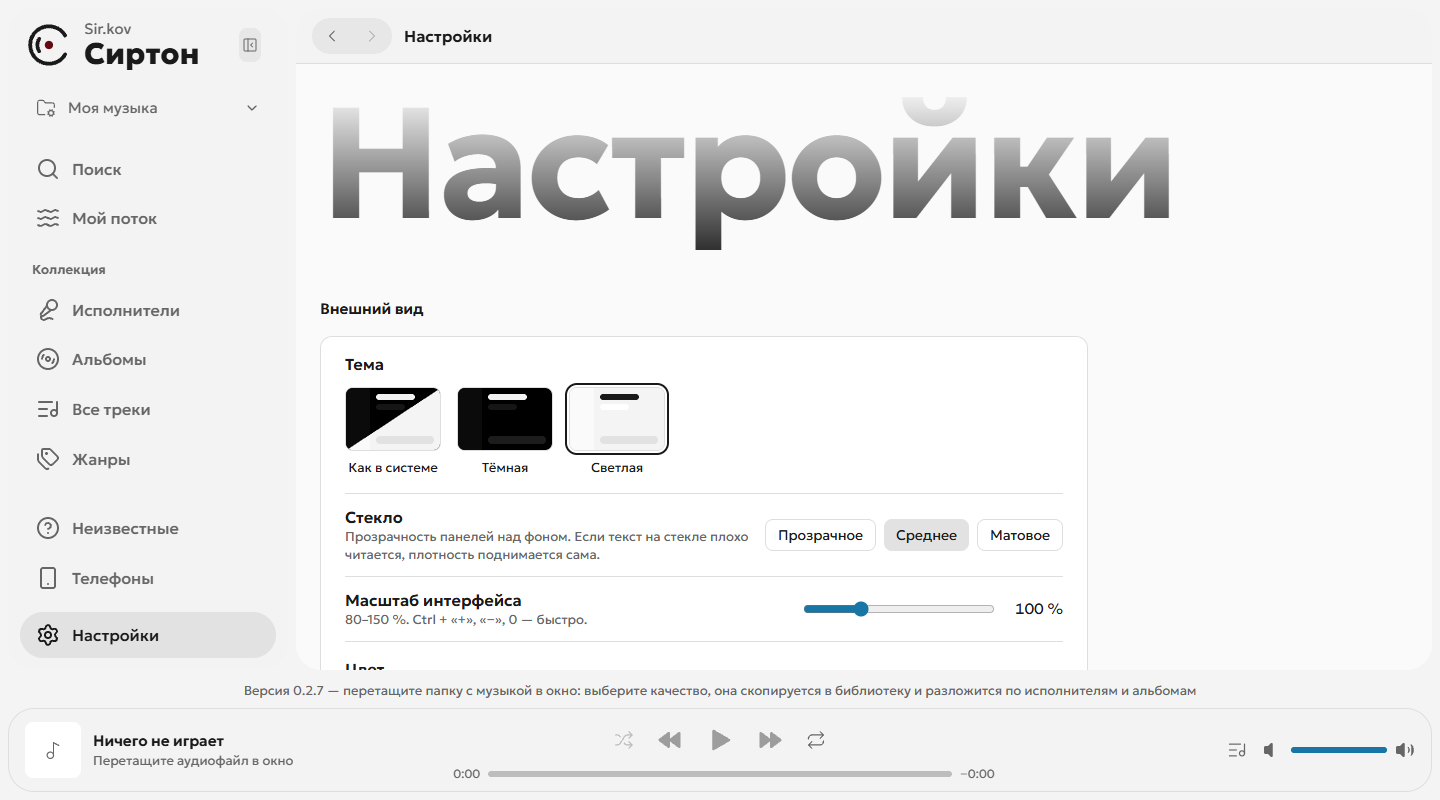 Sir.kov
Сиртон
Моя музыка
Поиск
Мой поток
Коллекция
Исполнители
Альбомы
Все треки
Жанры
Неизвестные
Телефоны
Настройки
Настройки
Настройки
Внешний вид
Тема
Как в системе
Тёмная
Светлая
Стекло
Прозрачность панелей над фоном. Если текст на стекле плохо
читается, плотность поднимается сама.
Прозрачное
Среднее
Матовое
Масштаб интерфейса
80–150 %. Ctrl + «+», «−», 0 — быстро.
100 %
Цвет
Версия 0.2.7 — перетащите папку с музыкой в окно: выберите качество, она скопируется в библиотеку и разложится по исполнителям и альбомам
Ничего не играет
Перетащите аудиофайл в окно
0:00
−0:00